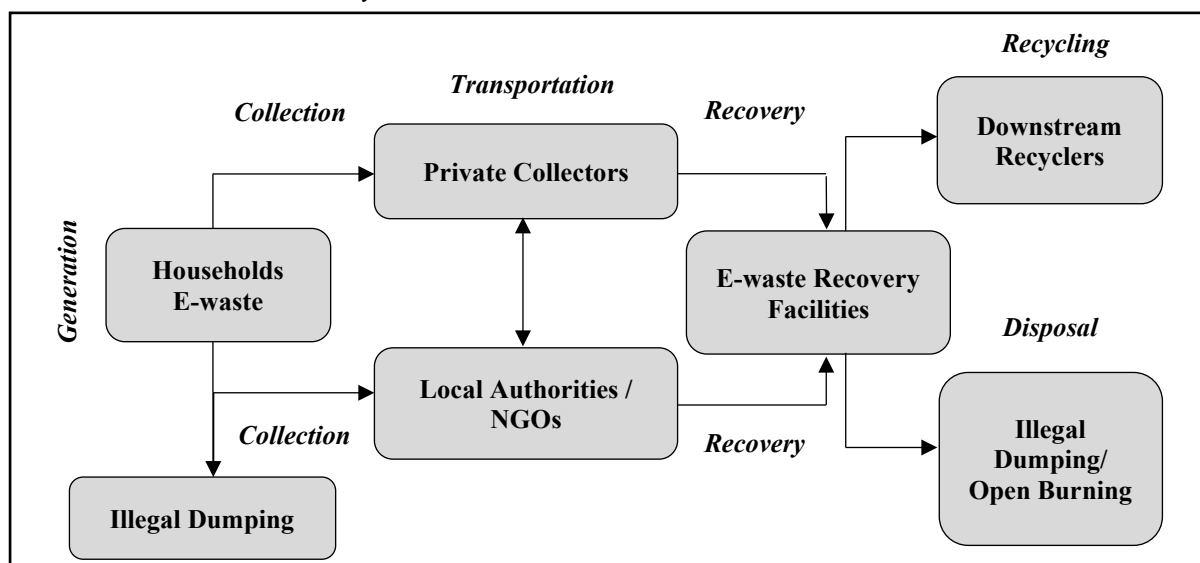 Recycling
Transportation
Collection
Recovery
Downstream
Recyclers
Private Collectors
Generation
Households
E-waste
E-waste Recovery
Facilities
Disposal
Local Authorities /
NGOs
Collection
Recovery
Illegal
Dumping/
Open Burning
Illegal Dumping